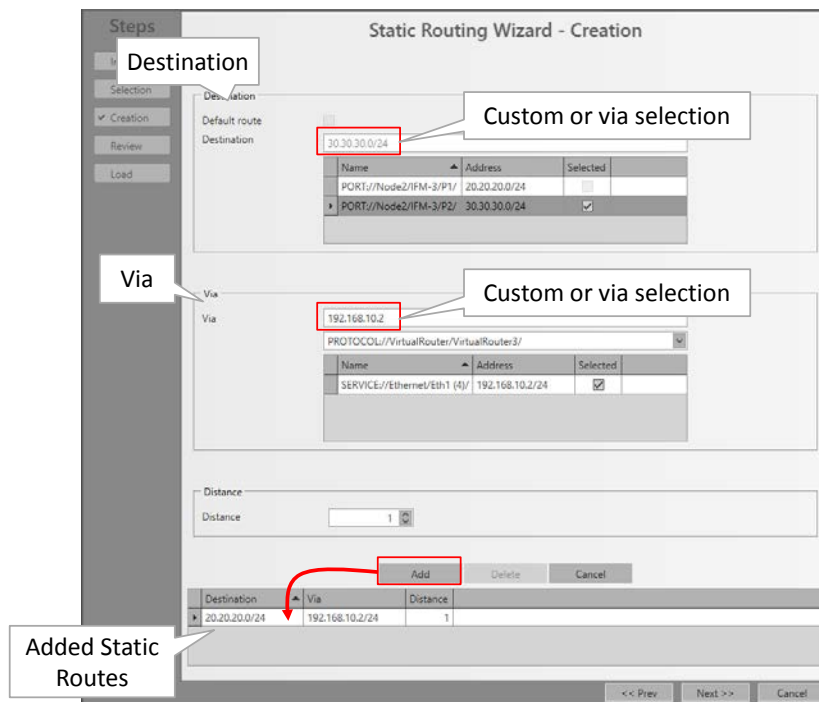 Steps
Static Routing Wizard - Creation
Destination
Selection
Destination
Custom or via selection
✔ Creation
Default route
Review
Destination
30.30.30.0/24
Load
Name Address Selected
PORT://Node2/IFM-3/P1/ 20.20.20.0/24
PORT://Node2/IFM-3/P2/ 30.30.30.0/24
Via
Via
Custom or via selection
Via
192.168.10.2
PROTOCOL://VirtualRouter/VirtualRouter3/
Name Address Selected
SERVICE://Ethernet/Eth1 (4)/ 192.168.10.2/24
Distance
Distance
1
Add Delete Cancel
Destination Via Distance
20.20.20.0/24 192.168.10.2/24 1
Added Static
Routes
<< Prev Next >> Cancel